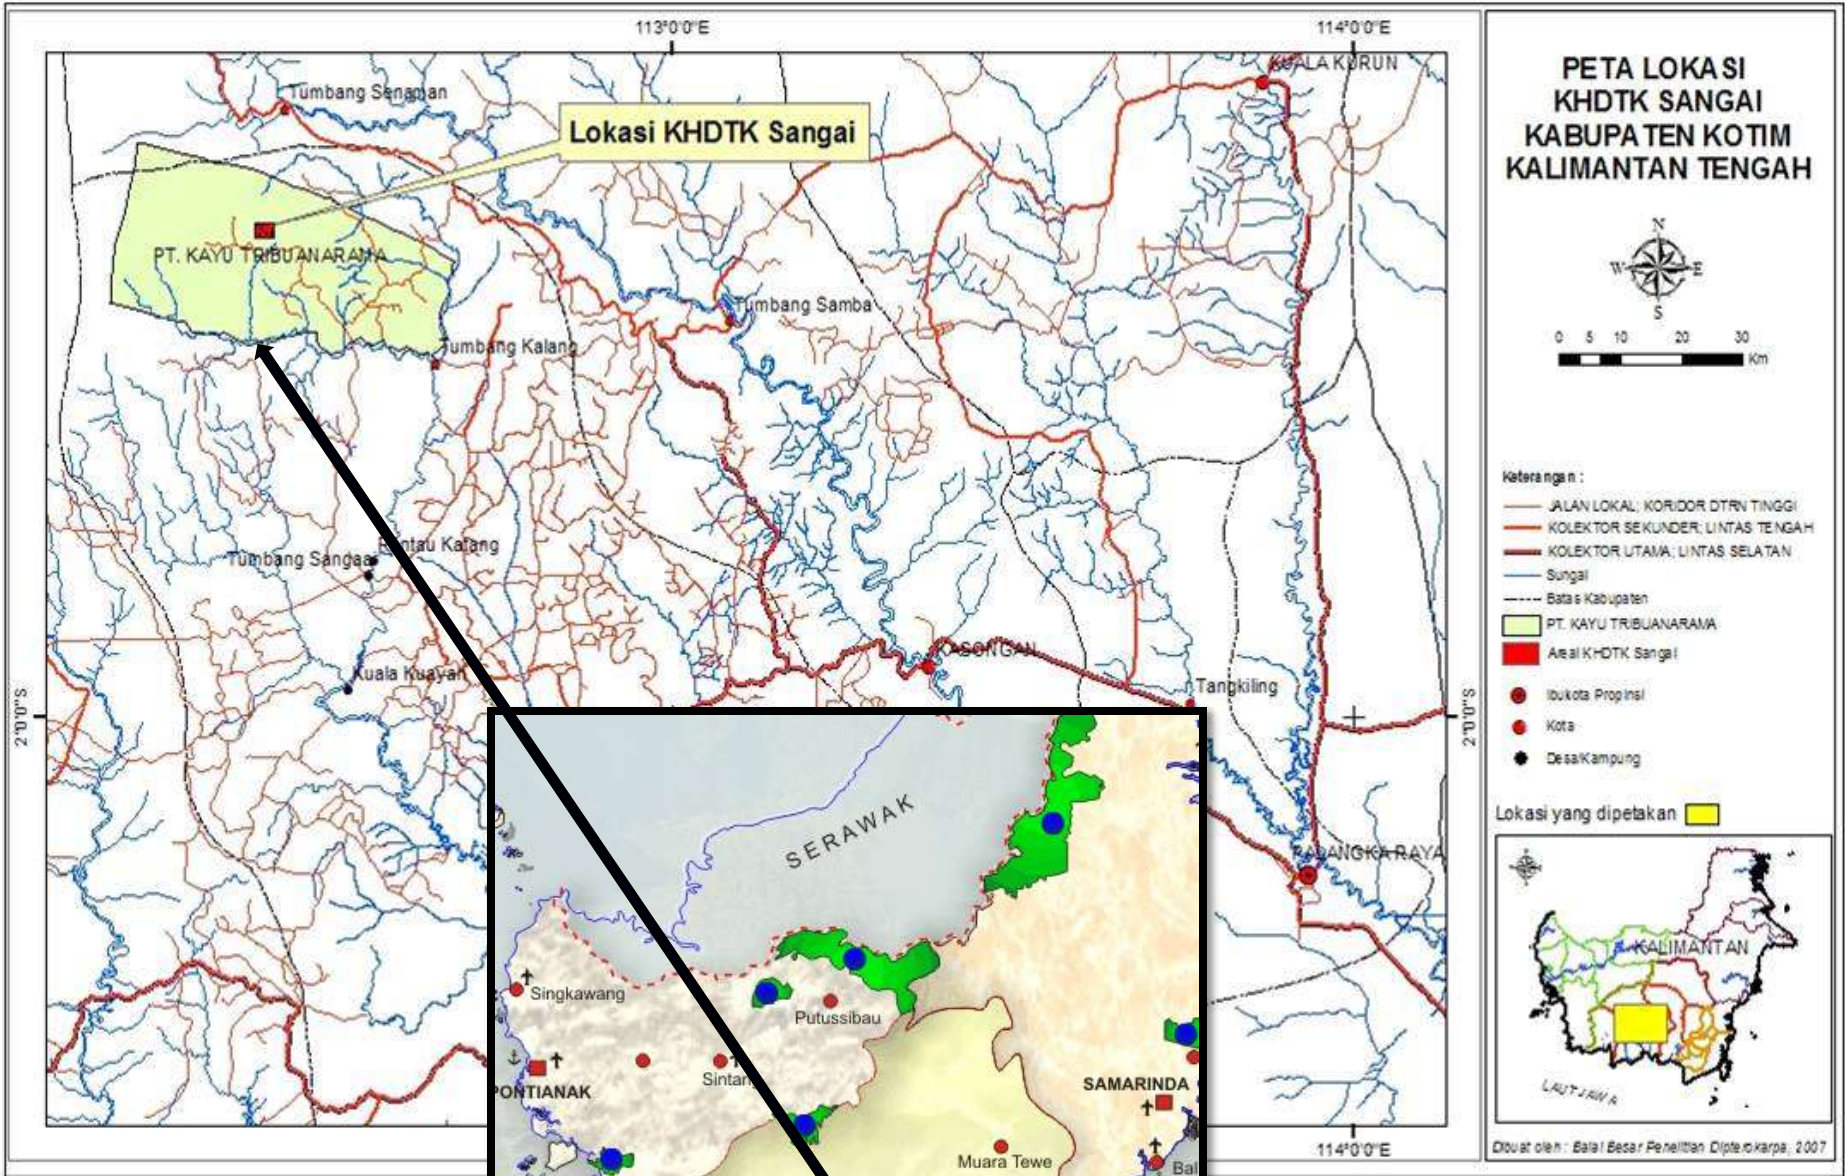 113°0'0"E
114°0'0"E
KUALA KURUN
Tumbang Senaman
Lokasi KHDTK Sangai
PT. KAYU TRIBUANARAMA
Tumbang Samba
Tumbang Kalang
Rantau Katang
Tumbang Sangaa
Kuala Kuayan
KASONGAN
Tangkiling
2°0'0"S
2°0'0"S
PALANGKA RAYA
SERAWAK
Singkawang
Putussibau
Sintan
PONTIANAK
SAMARINDA
Muara Tewe
Bal
114°0'0"E
PETA LOKASI
KHDTK SANGAI
KABUPATEN KOTIM
KALIMANTAN TENGAH
N
W E
S
0 5 10 20 30
Km
Keterangan :
JALAN LOKAL; KORIDOR DTRN TINGGI
KOLEKTOR SEKUNDER; LINTAS TENGAH
KOLEKTOR UTAMA; LINTAS SELATAN
Sungai
Batas Kabupaten
PT. KAYU TRIBUANARAMA
Areal KHDTK Sangai
Ibukota Propinsi
Kota
Desa/Kampung
Lokasi yang dipetakan
KALIMANTAN
LAUT JAWA
Dibuat oleh : Balai Besar Penelitian Dipterokarpa, 2007